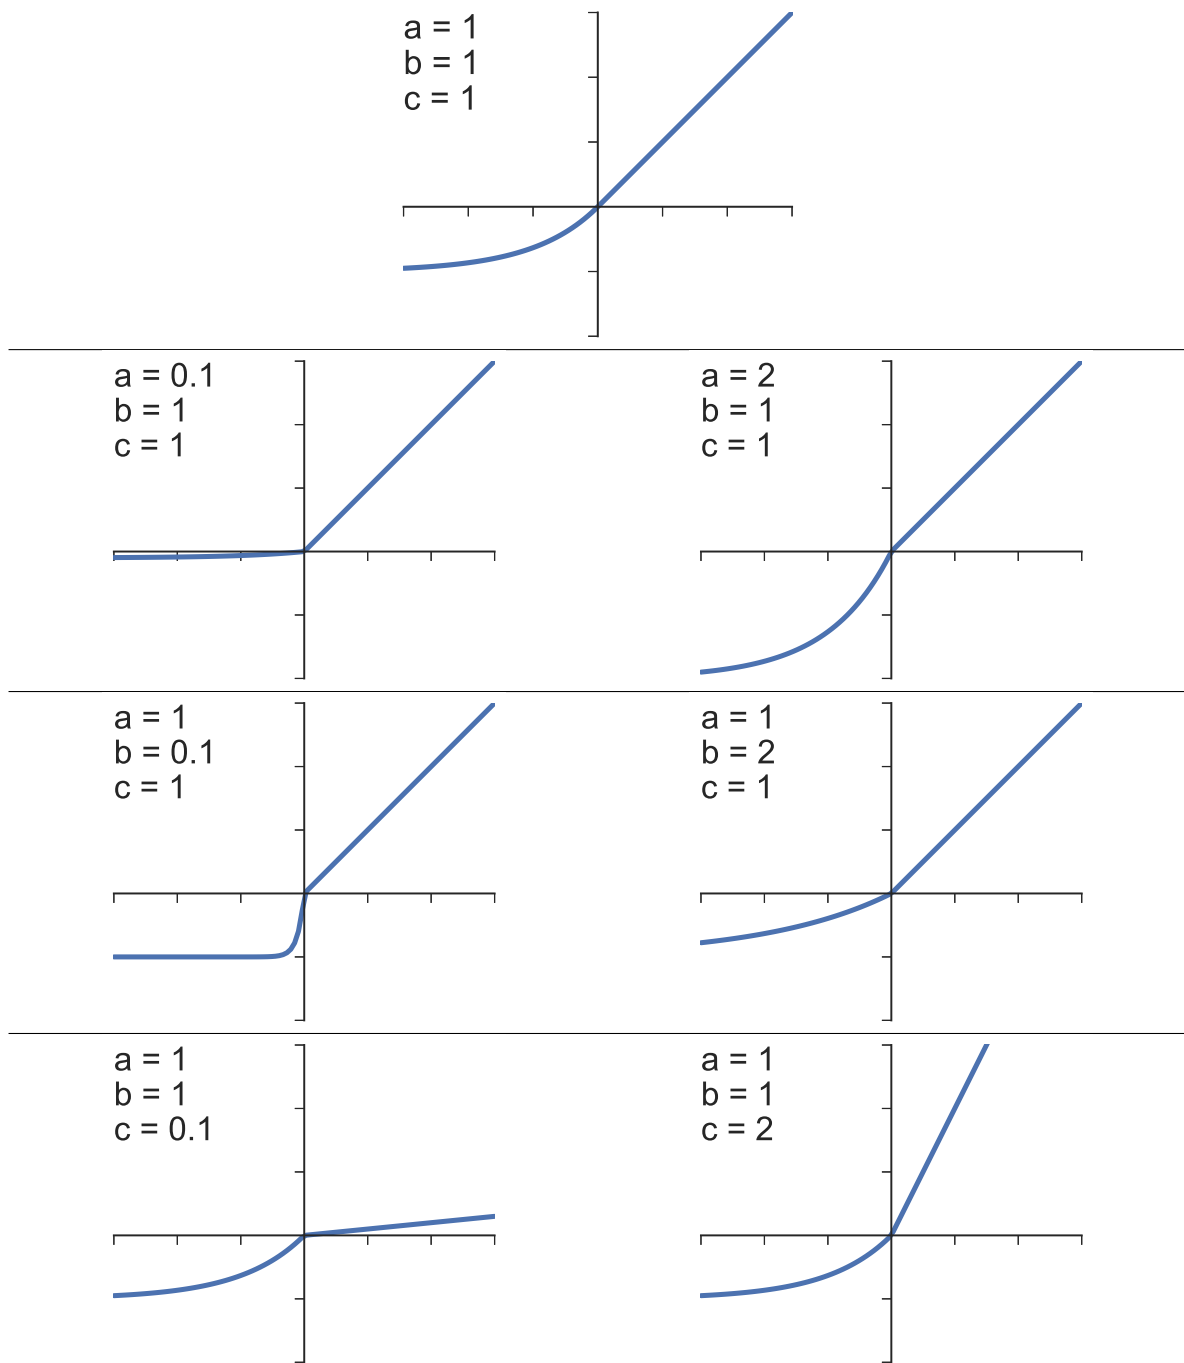 a = 1
b = 1
c = 1
a = 0.1
b = 1
c = 1
a = 2
b = 1
c = 1
a = 1
b = 0.1
c = 1
a = 1
b = 2
c = 1
a = 1
b = 1
c = 0.1
a = 1
b = 1
c = 2